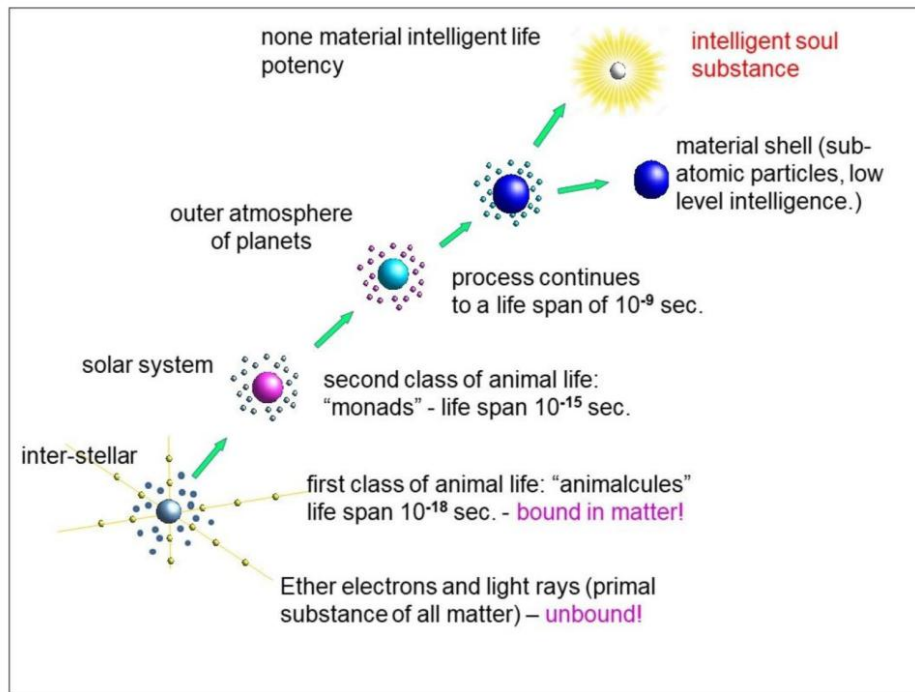 none material intelligent life
potency
intelligent soul
substance
material shell (sub-
atomic particles, low
level intelligence.)
outer atmosphere
of planets
process continues
to a life span of 10⁻⁹ sec.
solar system
second class of animal life:
“monads” - life span 10⁻¹⁵ sec.
inter-stellar
first class of animal life: “animalcules”
life span 10⁻¹⁸ sec. - bound in matter!
Ether electrons and light rays (primal
substance of all matter) – unbound!